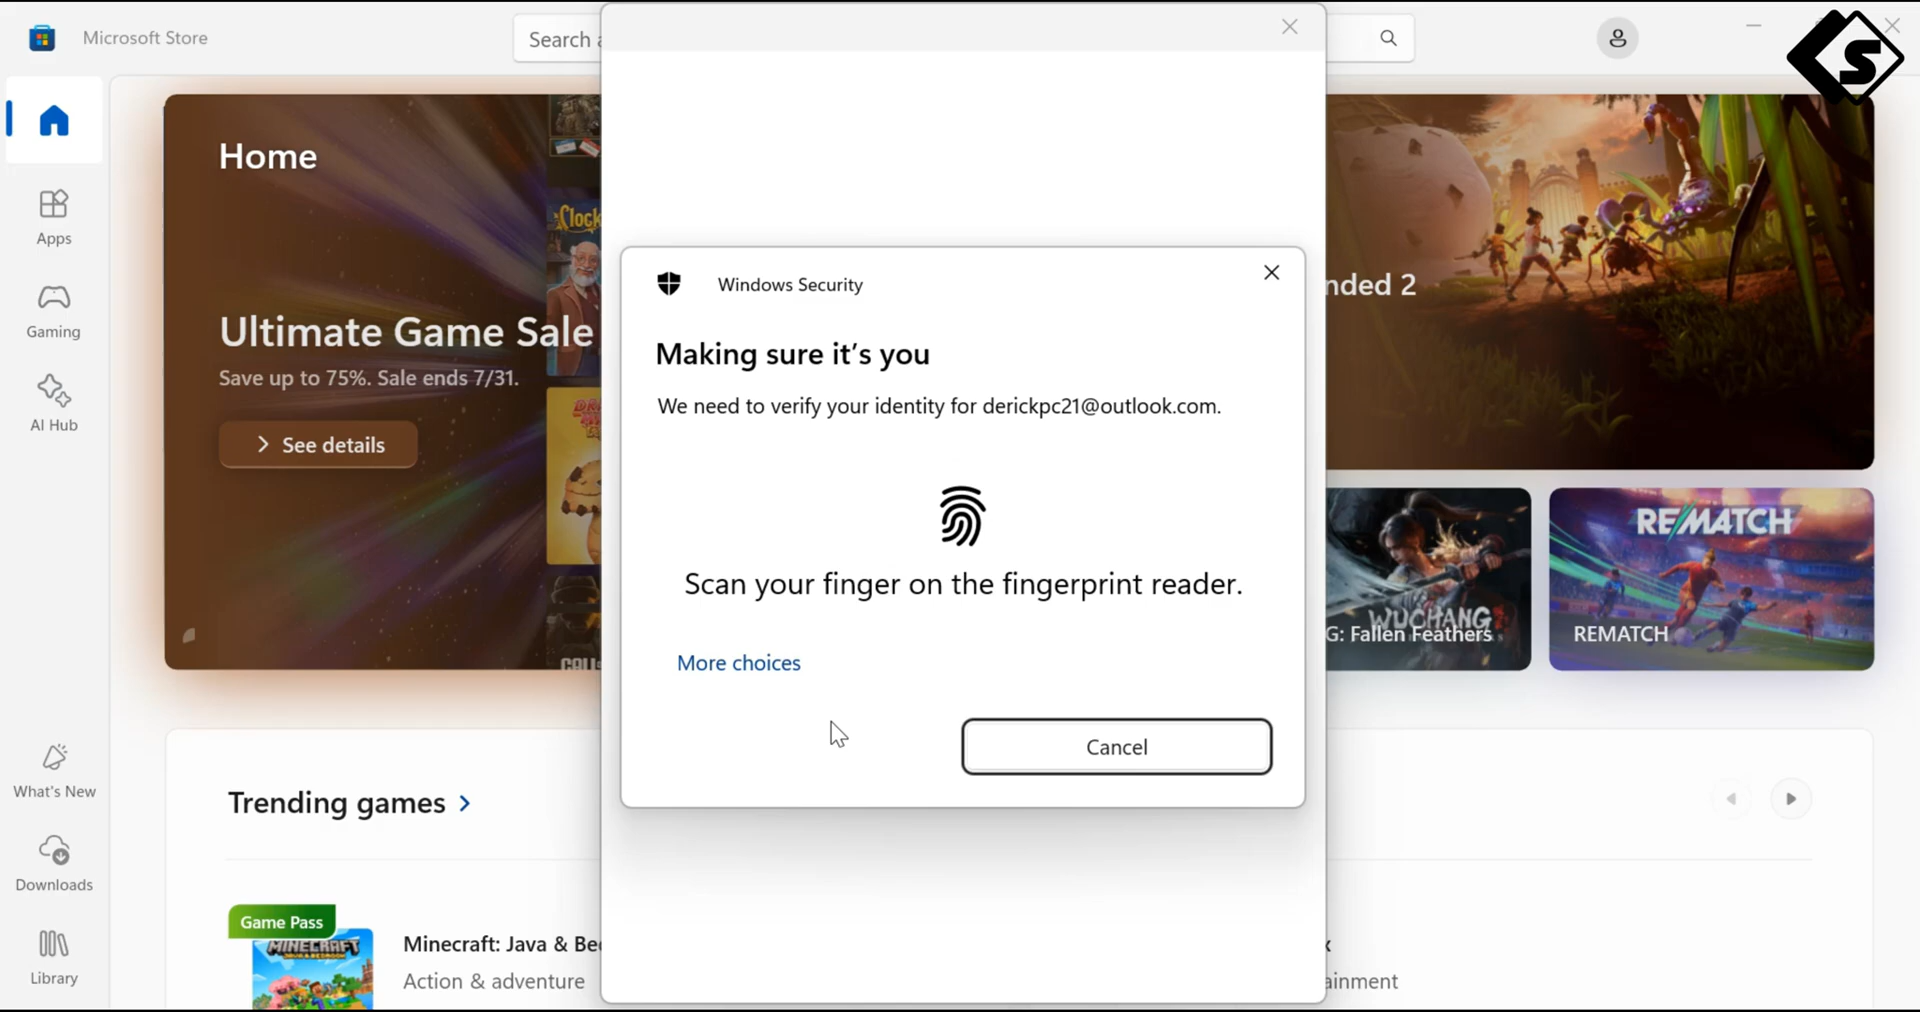 Microsoft Store
Search
Home
Apps
Gaming
AI Hub
What's New
Downloads
Library
Ultimate Game Sale
Save up to 75%. Sale ends 7/31.
See details
Clock
Windows Security
Making sure it's you
We need to verify your identity for derickpc21@outlook.com.
Scan your finger on the fingerprint reader.
More choices
Cancel
nded 2
WUCHANG
G: Fallen Feathers
REMATCH
REMATCH
Trending games
Game Pass
MINECRAFT
Minecraft: Java & Be
Action & adventure
ainment
S